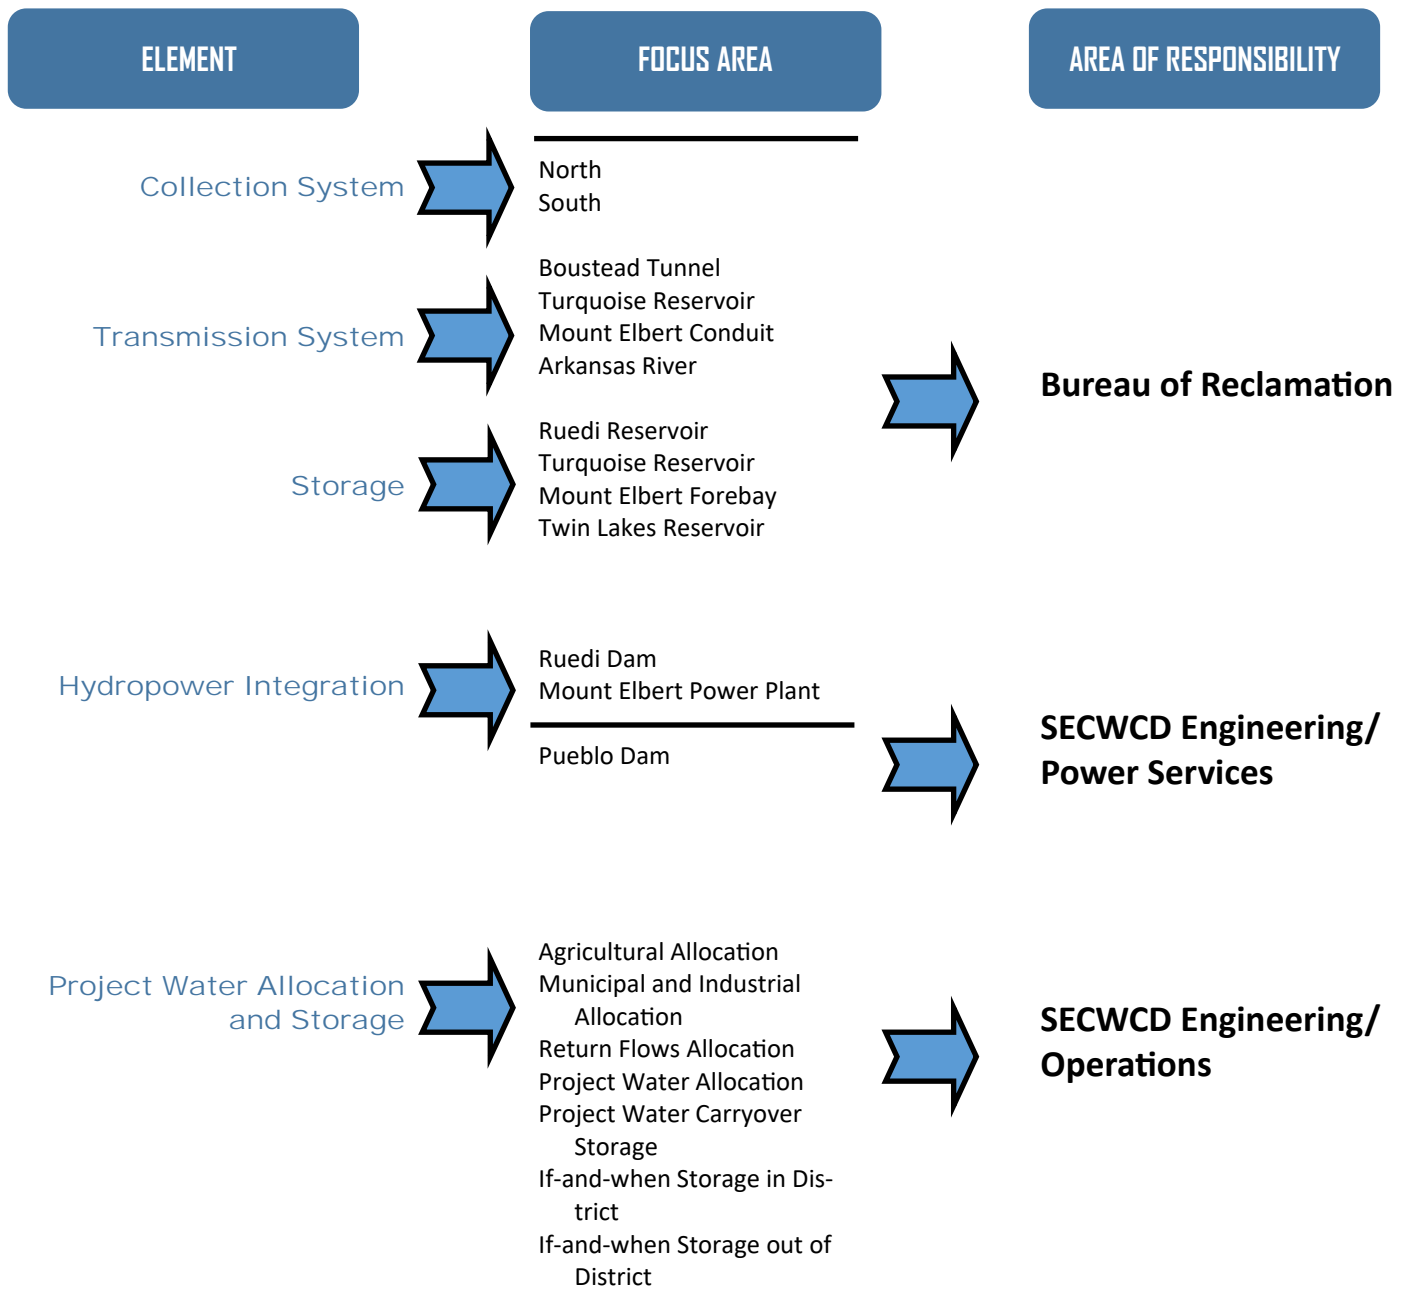 ELEMENT
FOCUS AREA
AREA OF RESPONSIBILITY
Collection System
North
South
Transmission System
Boustead Tunnel
Turquoise Reservoir
Mount Elbert Conduit
Arkansas River
Storage
Ruedi Reservoir
Turquoise Reservoir
Mount Elbert Forebay
Twin Lakes Reservoir
Bureau of Reclamation
Hydropower Integration
Ruedi Dam
Mount Elbert Power Plant
Pueblo Dam
SECWCD Engineering/
Power Services
Project Water Allocation
and Storage
Agricultural Allocation
Municipal and Industrial
Allocation
Return Flows Allocation
Project Water Allocation
Project Water Carryover
Storage
If-and-when Storage in Dis-
trict
If-and-when Storage out of
District
SECWCD Engineering/
Operations